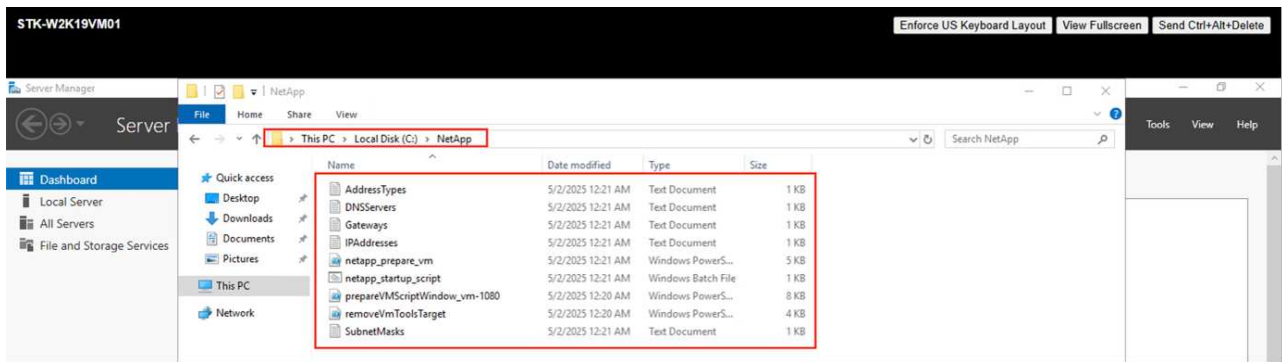 STK-W2K19VM01 Enforce US Keyboard Layout View Fullscreen Send Ctrl+Alt+Delete
Server Manager NetApp
Server File Home Share View Tools View Help
This PC > Local Disk (C:) > NetApp Search NetApp
Name Date modified Type Size
Dashboard
Local Server
All Servers
File and Storage Services
Quick access
Desktop
Downloads
Documents
Pictures
This PC
Network
AddressTypes 5/2/2025 12:21 AM Text Document 1 KB
DNSServers 5/2/2025 12:21 AM Text Document 1 KB
Gateways 5/2/2025 12:21 AM Text Document 1 KB
IPAddresses 5/2/2025 12:21 AM Text Document 1 KB
netapp_prepare_vm 5/2/2025 12:21 AM Windows PowerS... 5 KB
netapp_startup_script 5/2/2025 12:21 AM Windows Batch File 1 KB
prepareVMScriptWindow_vm-1080 5/2/2025 12:20 AM Windows PowerS... 8 KB
removeVmToolsTarget 5/2/2025 12:20 AM Windows PowerS... 4 KB
SubnetMasks 5/2/2025 12:21 AM Text Document 1 KB